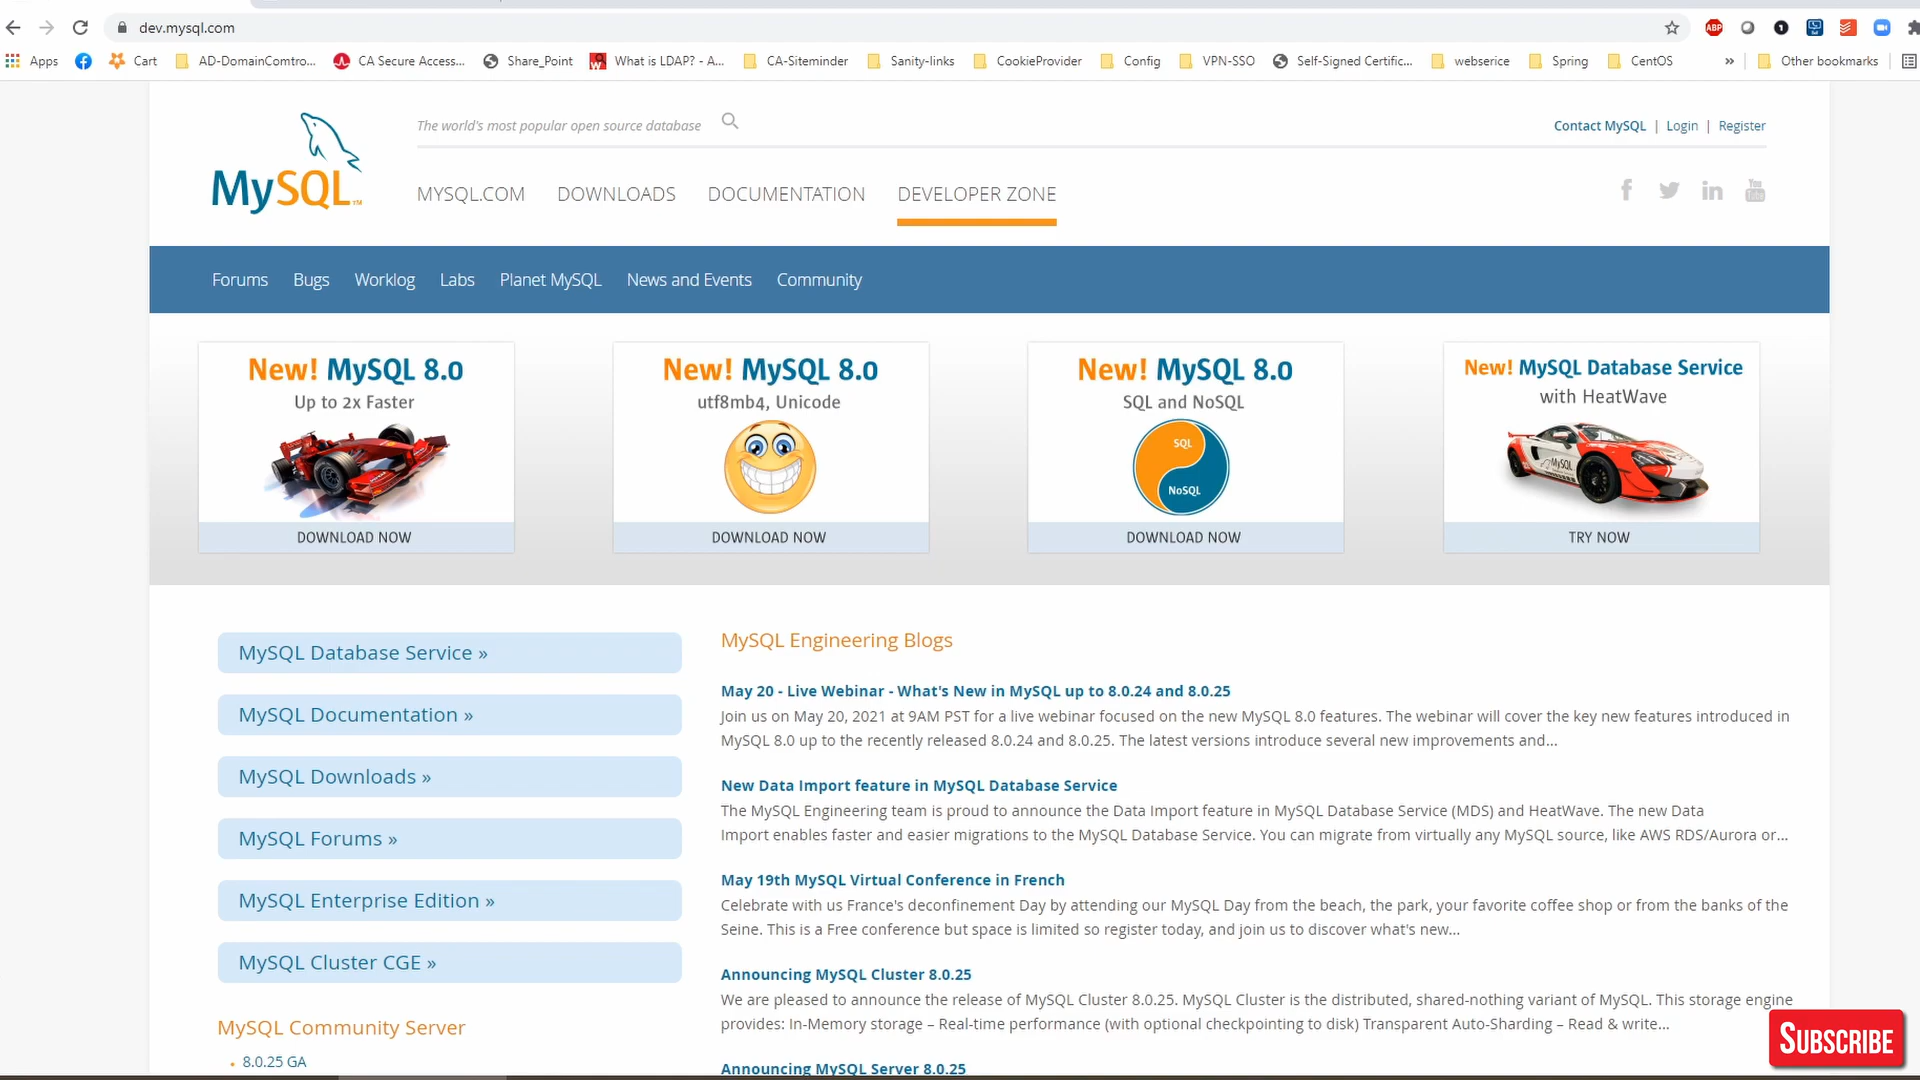 dev.mysql.com
ABP
Apps
Cart
AD-DomainComtro...
CA Secure Access...
Share_Point
What is LDAP? - A...
CA-Siteminder
Sanity-links
CookieProvider
Config
VPN-SSO
Self-Signed Certific...
webserice
Spring
CentOS
»
Other bookmarks
The world's most popular open source database
Contact MySQL | Login | Register
MySQL™
MYSQL.COM DOWNLOADS DOCUMENTATION DEVELOPER ZONE
Forums Bugs Worklog Labs Planet MySQL News and Events Community
New! MySQL 8.0
Up to 2x Faster
DOWNLOAD NOW
New! MySQL 8.0
utf8mb4, Unicode
DOWNLOAD NOW
New! MySQL 8.0
SQL and NoSQL
SQL
NoSQL
DOWNLOAD NOW
New! MySQL Database Service
with HeatWave
MySQL
TRY NOW
MySQL Database Service »
MySQL Documentation »
MySQL Downloads »
MySQL Forums »
MySQL Enterprise Edition »
MySQL Cluster CGE »
MySQL Community Server
8.0.25 GA
MySQL Engineering Blogs
May 20 - Live Webinar - What's New in MySQL up to 8.0.24 and 8.0.25
Join us on May 20, 2021 at 9AM PST for a live webinar focused on the new MySQL 8.0 features. The webinar will cover the key new features introduced in
MySQL 8.0 up to the recently released 8.0.24 and 8.0.25. The latest versions introduce several new improvements and...
New Data Import feature in MySQL Database Service
The MySQL Engineering team is proud to announce the Data Import feature in MySQL Database Service (MDS) and HeatWave. The new Data
Import enables faster and easier migrations to the MySQL Database Service. You can migrate from virtually any MySQL source, like AWS RDS/Aurora or...
May 19th MySQL Virtual Conference in French
Celebrate with us France's deconfinement Day by attending our MySQL Day from the beach, the park, your favorite coffee shop or from the banks of the
Seine. This is a Free conference but space is limited so register today, and join us to discover what's new...
Announcing MySQL Cluster 8.0.25
We are pleased to announce the release of MySQL Cluster 8.0.25. MySQL Cluster is the distributed, shared-nothing variant of MySQL. This storage engine
provides: In-Memory storage – Real-time performance (with optional checkpointing to disk) Transparent Auto-Sharding – Read & write...
Announcing MySQL Server 8.0.25
SUBSCRIBE